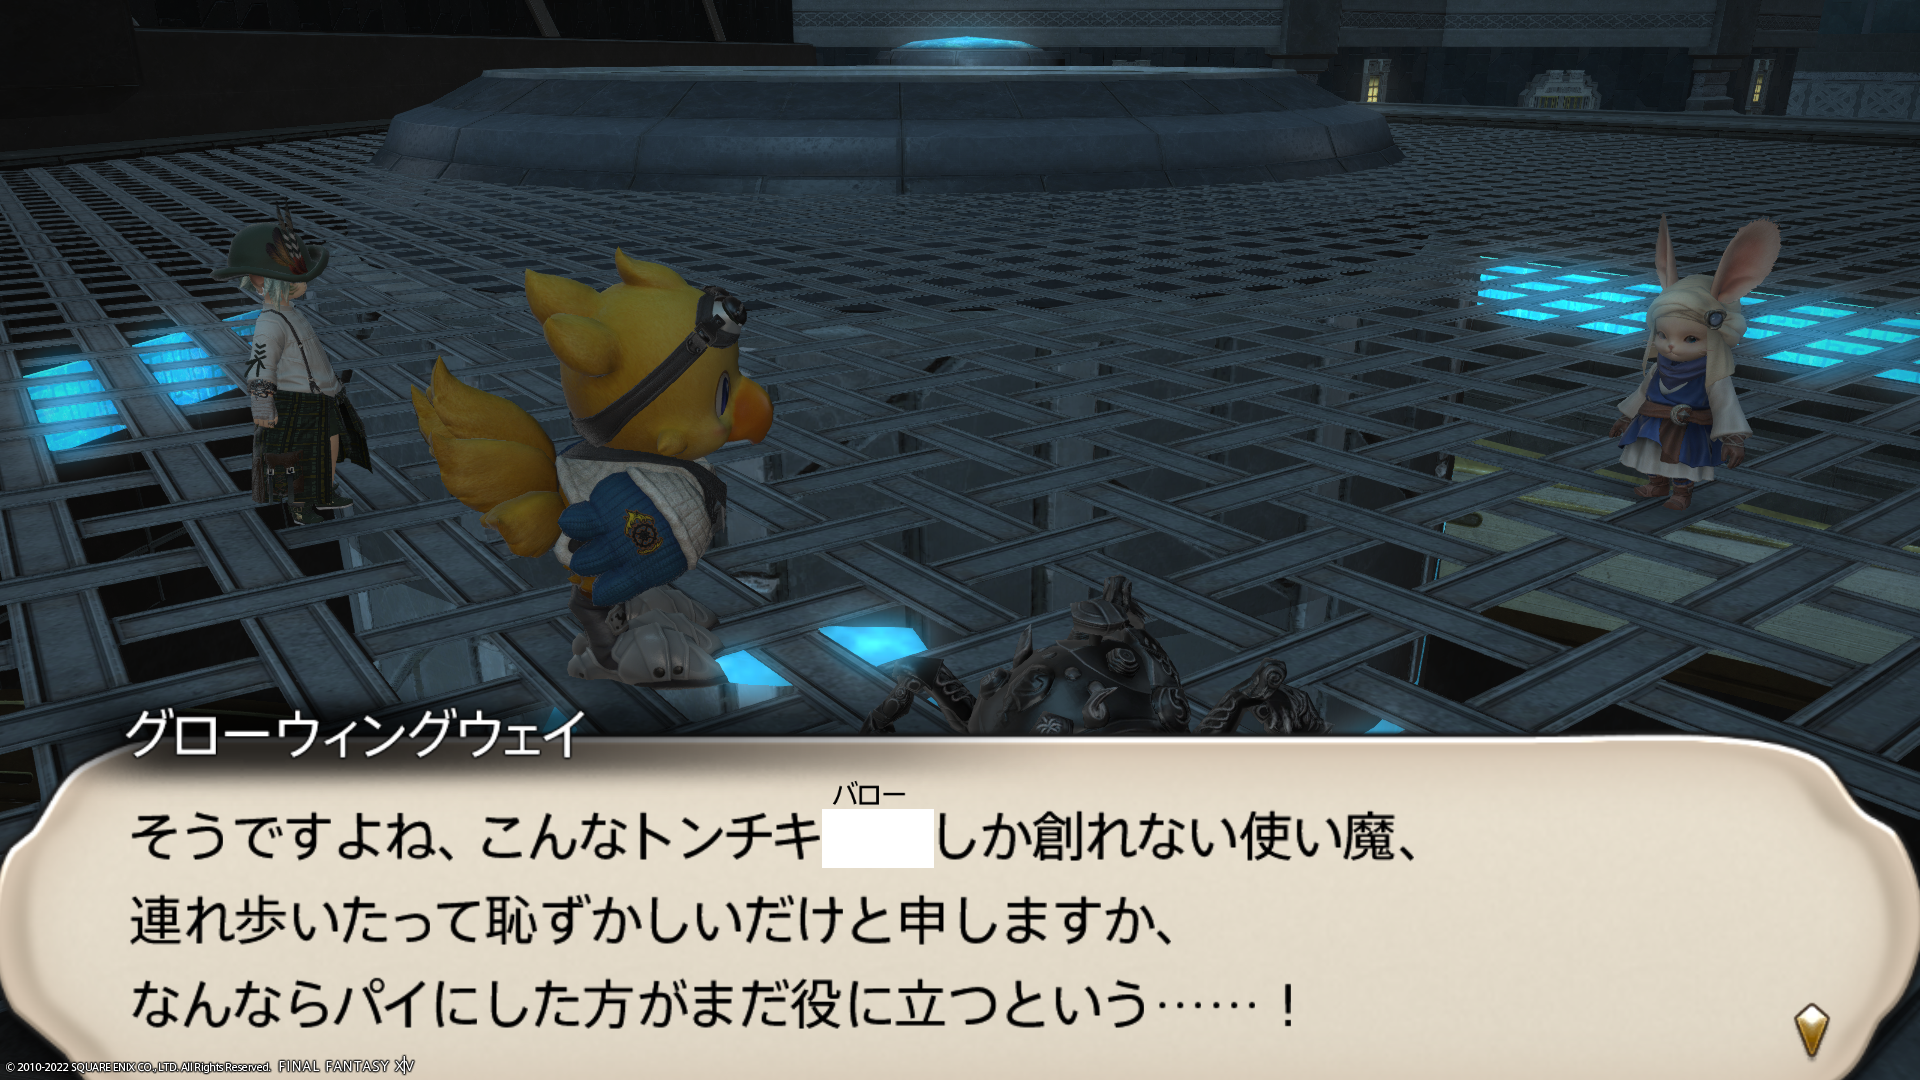 グローウィングウェイ
バロー
そうですよね、こんなトンチキしか創れない使い魔、
連れ歩いたって恥ずかしいだけと申しますか、
なんならパイにした方がまだ役に立つという……！
© 2010-2022 SQUARE ENIX CO., LTD. All Rights Reserved. FINAL FANTASY XIV